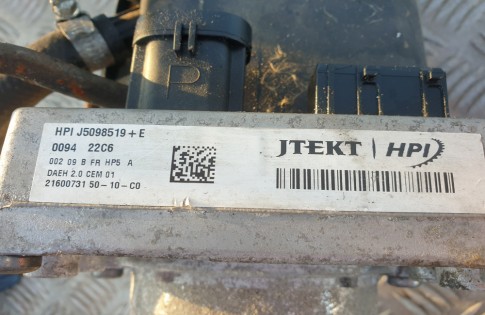 P
HPI J5098519+E
0094 22C6
002 09 B FR HP5 A
DAEH 2.0 CEM 01
21600731 50-10-C0
JTEKT | HPI